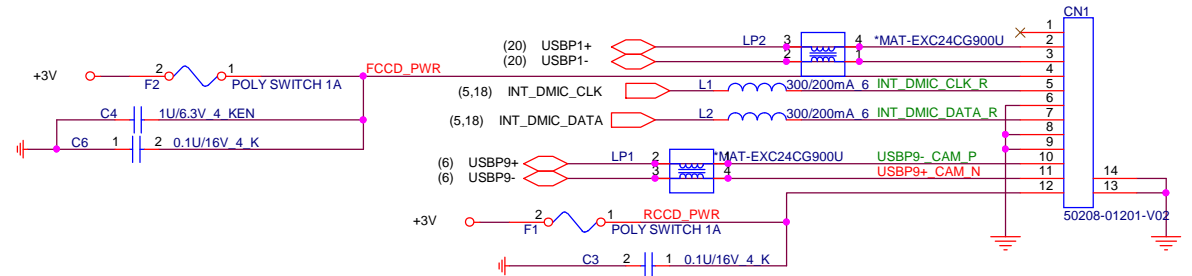 CN1
1
(20) USBP1+ LP2 3 4 *MAT-EXC24CG900U 2
(20) USBP1- 2 1 3
+3V 2 1 FCCD_PWR 4
F2 POLY SWITCH 1A
(5,18) INT_DMIC_CLK L1 300/200mA_6 INT_DMIC_CLK_R 5
6
C4 1U/6.3V_4_KEN
(5,18) INT_DMIC_DATA L2 300/200mA_6 INT_DMIC_DATA_R 7
8
C6 1 2 0.1U/16V_4_K
9
(6) USBP9+ LP1 2 1 *MAT-EXC24CG900U USBP9-_CAM_P 10
(6) USBP9- 3 4 USBP9+_CAM_N 11 14
12 13
+3V 2 1 RCCD_PWR 50208-01201-V02
F1 POLY SWITCH 1A
C3 2 1 0.1U/16V_4_K